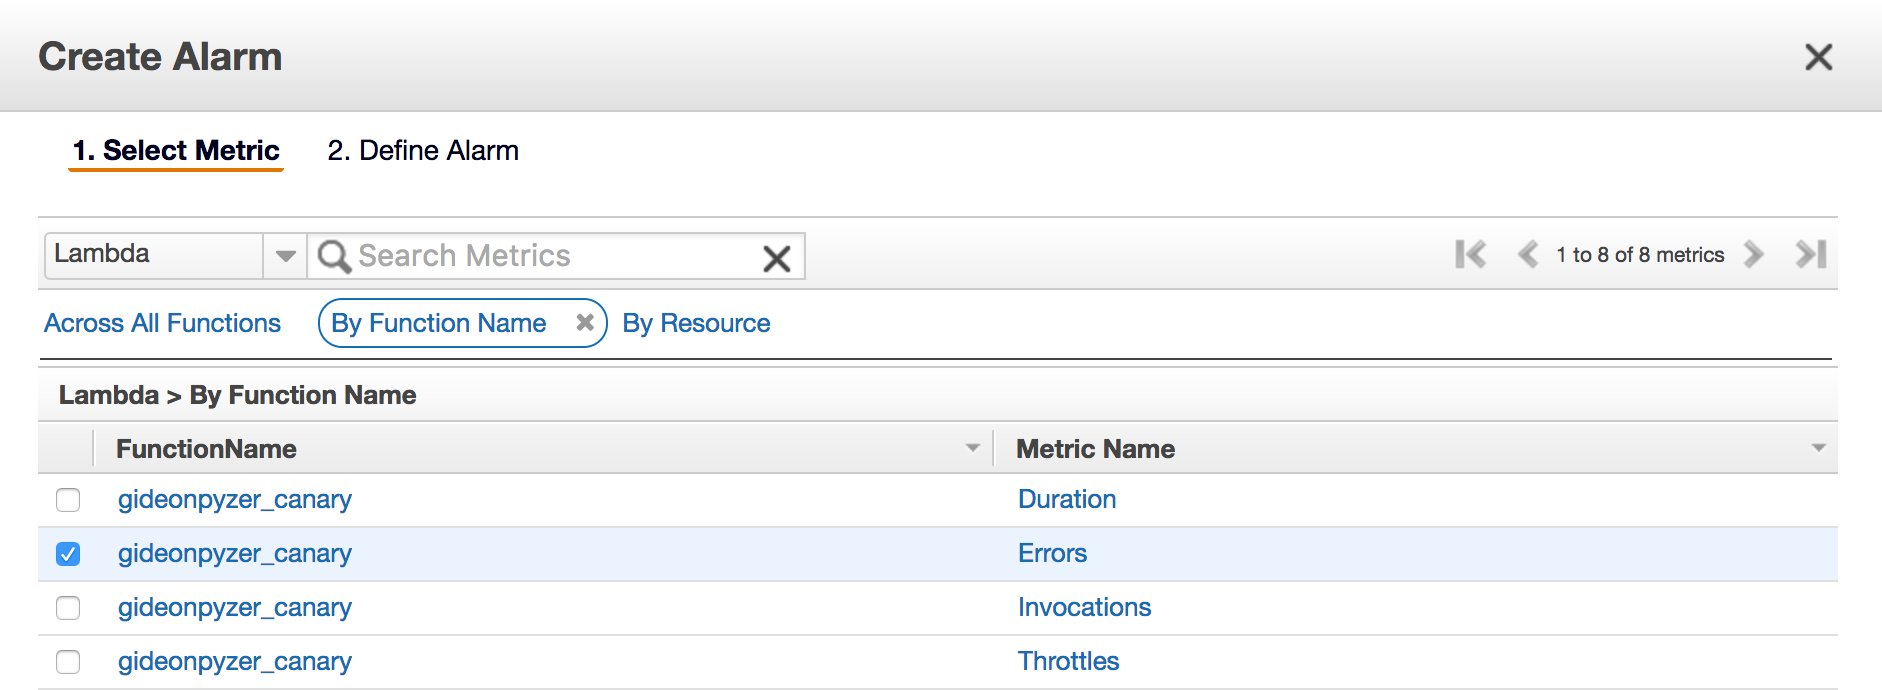 Create Alarm
1. Select Metric 2. Define Alarm
Lambda Search Metrics 1 to 8 of 8 metrics
Across All Functions By Function Name By Resource
Lambda > By Function Name
FunctionName Metric Name
gideonpyzer_canary Duration
gideonpyzer_canary Errors
gideonpyzer_canary Invocations
gideonpyzer_canary Throttles